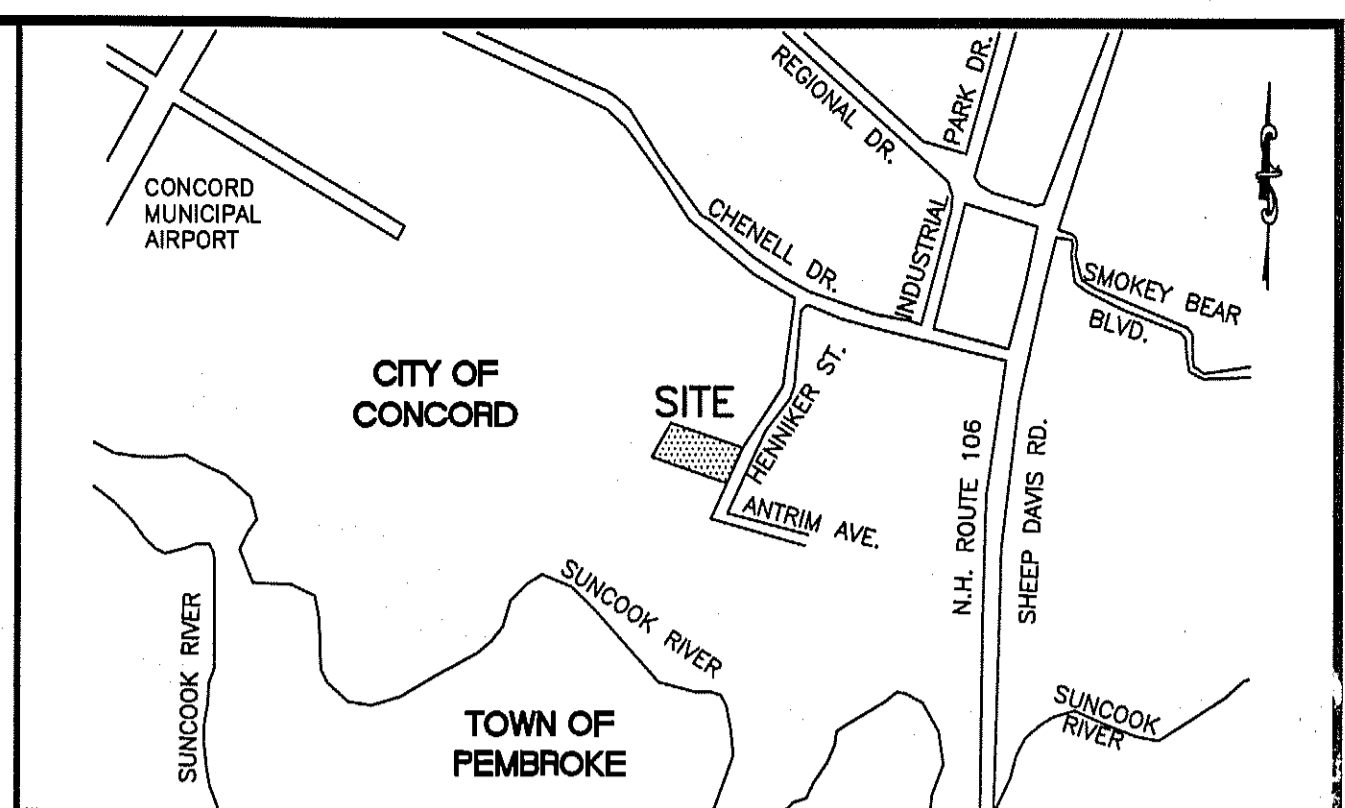 REGIONAL DR.
PARK DR.
CONCORD
MUNICIPAL
AIRPORT
CHENELL DR.
INDUSTRIAL
SMOKEY BEAR
BLVD.
CITY OF
CONCORD
SITE
HENNIKER ST.
ANTRIM AVE.
N.H. ROUTE 106
SHEEP DAVIS RD.
SUNCOOK RIVER
SUNCOOK RIVER
SUNCOOK
RIVER
TOWN OF
PEMBROKE